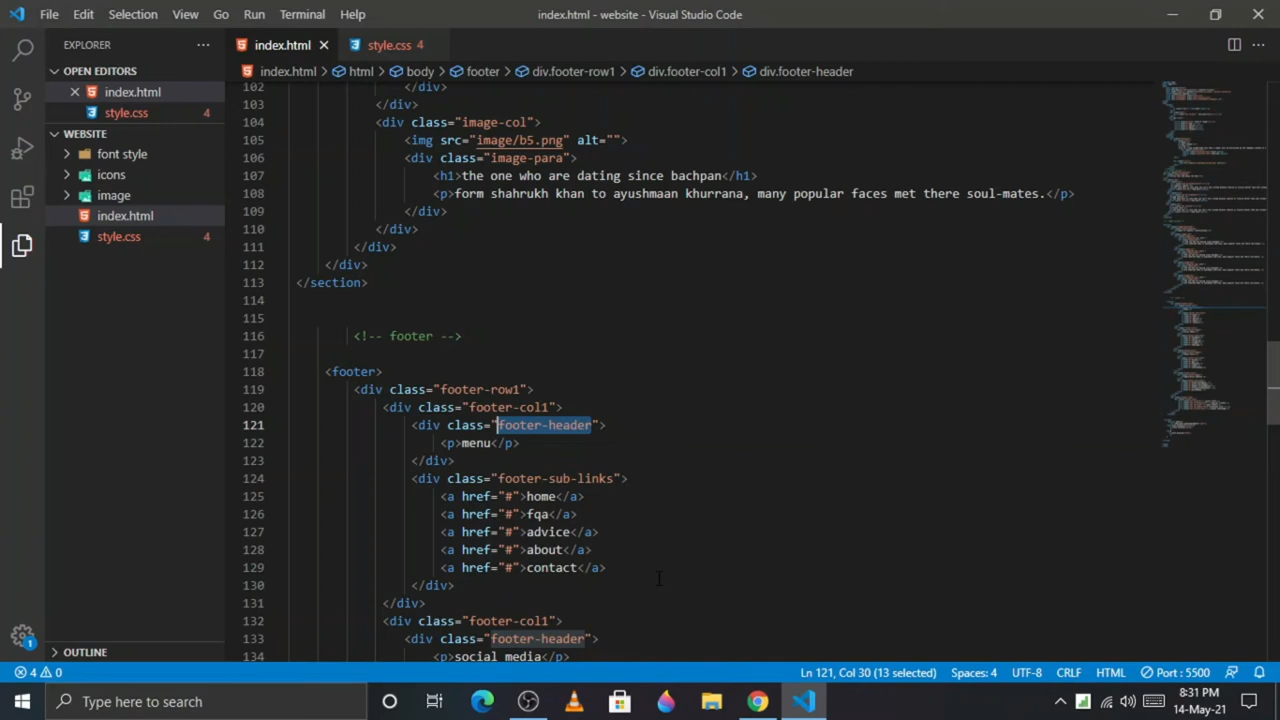 File Edit Selection View Go Run Terminal Help index.html - website - Visual Studio Code
EXPLORER
index.html
style.css 4
OPEN EDITORS
index.html
style.css 4
WEBSITE
font style
icons
image
index.html
style.css 4
OUTLINE
index.html html body footer div.footer-row1 div.footer-col1 div.footer-header
102 </div>
103 </div>
104 <div class="image-col">
105 <img src="image/b5.png" alt="">
106 <div class="image-para">
107 <h1>the one who are dating since bachpan</h1>
108 <p>form shahrukh khan to ayushmaan khurrana, many popular faces met there soul-mates.</p>
109 </div>
110 </div>
111 </div>
112 </div>
113 </section>
114
115
116 <!-- footer -->
117
118 <footer>
119 <div class="footer-row1">
120 <div class="footer-col1">
121 <div class="footer-header">
122 <p>menu</p>
123 </div>
124 <div class="footer-sub-links">
125 <a href="#">home</a>
126 <a href="#">fqa</a>
127 <a href="#">advice</a>
128 <a href="#">about</a>
129 <a href="#">contact</a>
130 </div>
131 </div>
132 <div class="footer-col1">
133 <div class="footer-header">
134 <p>social media</p>
1
4 0 Ln 121, Col 30 (13 selected) Spaces: 4 UTF-8 CRLF HTML Port : 5500
Type here to search
8:31 PM
14-May-21